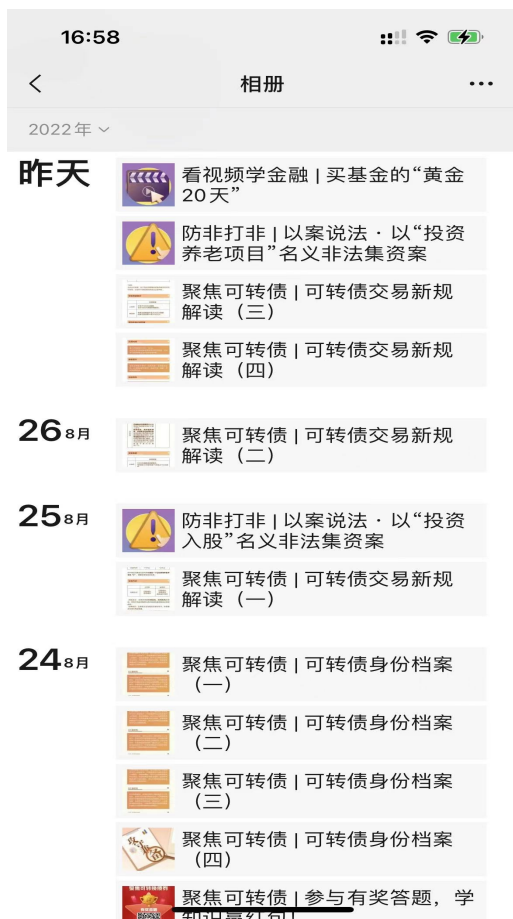 16:58
相册
2022年
昨天
看视频学金融 | 买基金的“黄金
20天”
防非打非 | 以案说法·以“投资
养老项目”名义非法集资案
聚焦可转债 | 可转债交易新规
解读（三）
聚焦可转债 | 可转债交易新规
解读（四）
26 8月
聚焦可转债 | 可转债交易新规
解读（二）
25 8月
防非打非 | 以案说法·以“投资
入股”名义非法集资案
聚焦可转债 | 可转债交易新规
解读（一）
24 8月
聚焦可转债 | 可转债身份档案
（一）
聚焦可转债 | 可转债身份档案
（二）
聚焦可转债 | 可转债身份档案
（三）
聚焦可转债 | 可转债身份档案
（四）
聚焦可转债 | 参与有奖答题，学
知识赢红包！